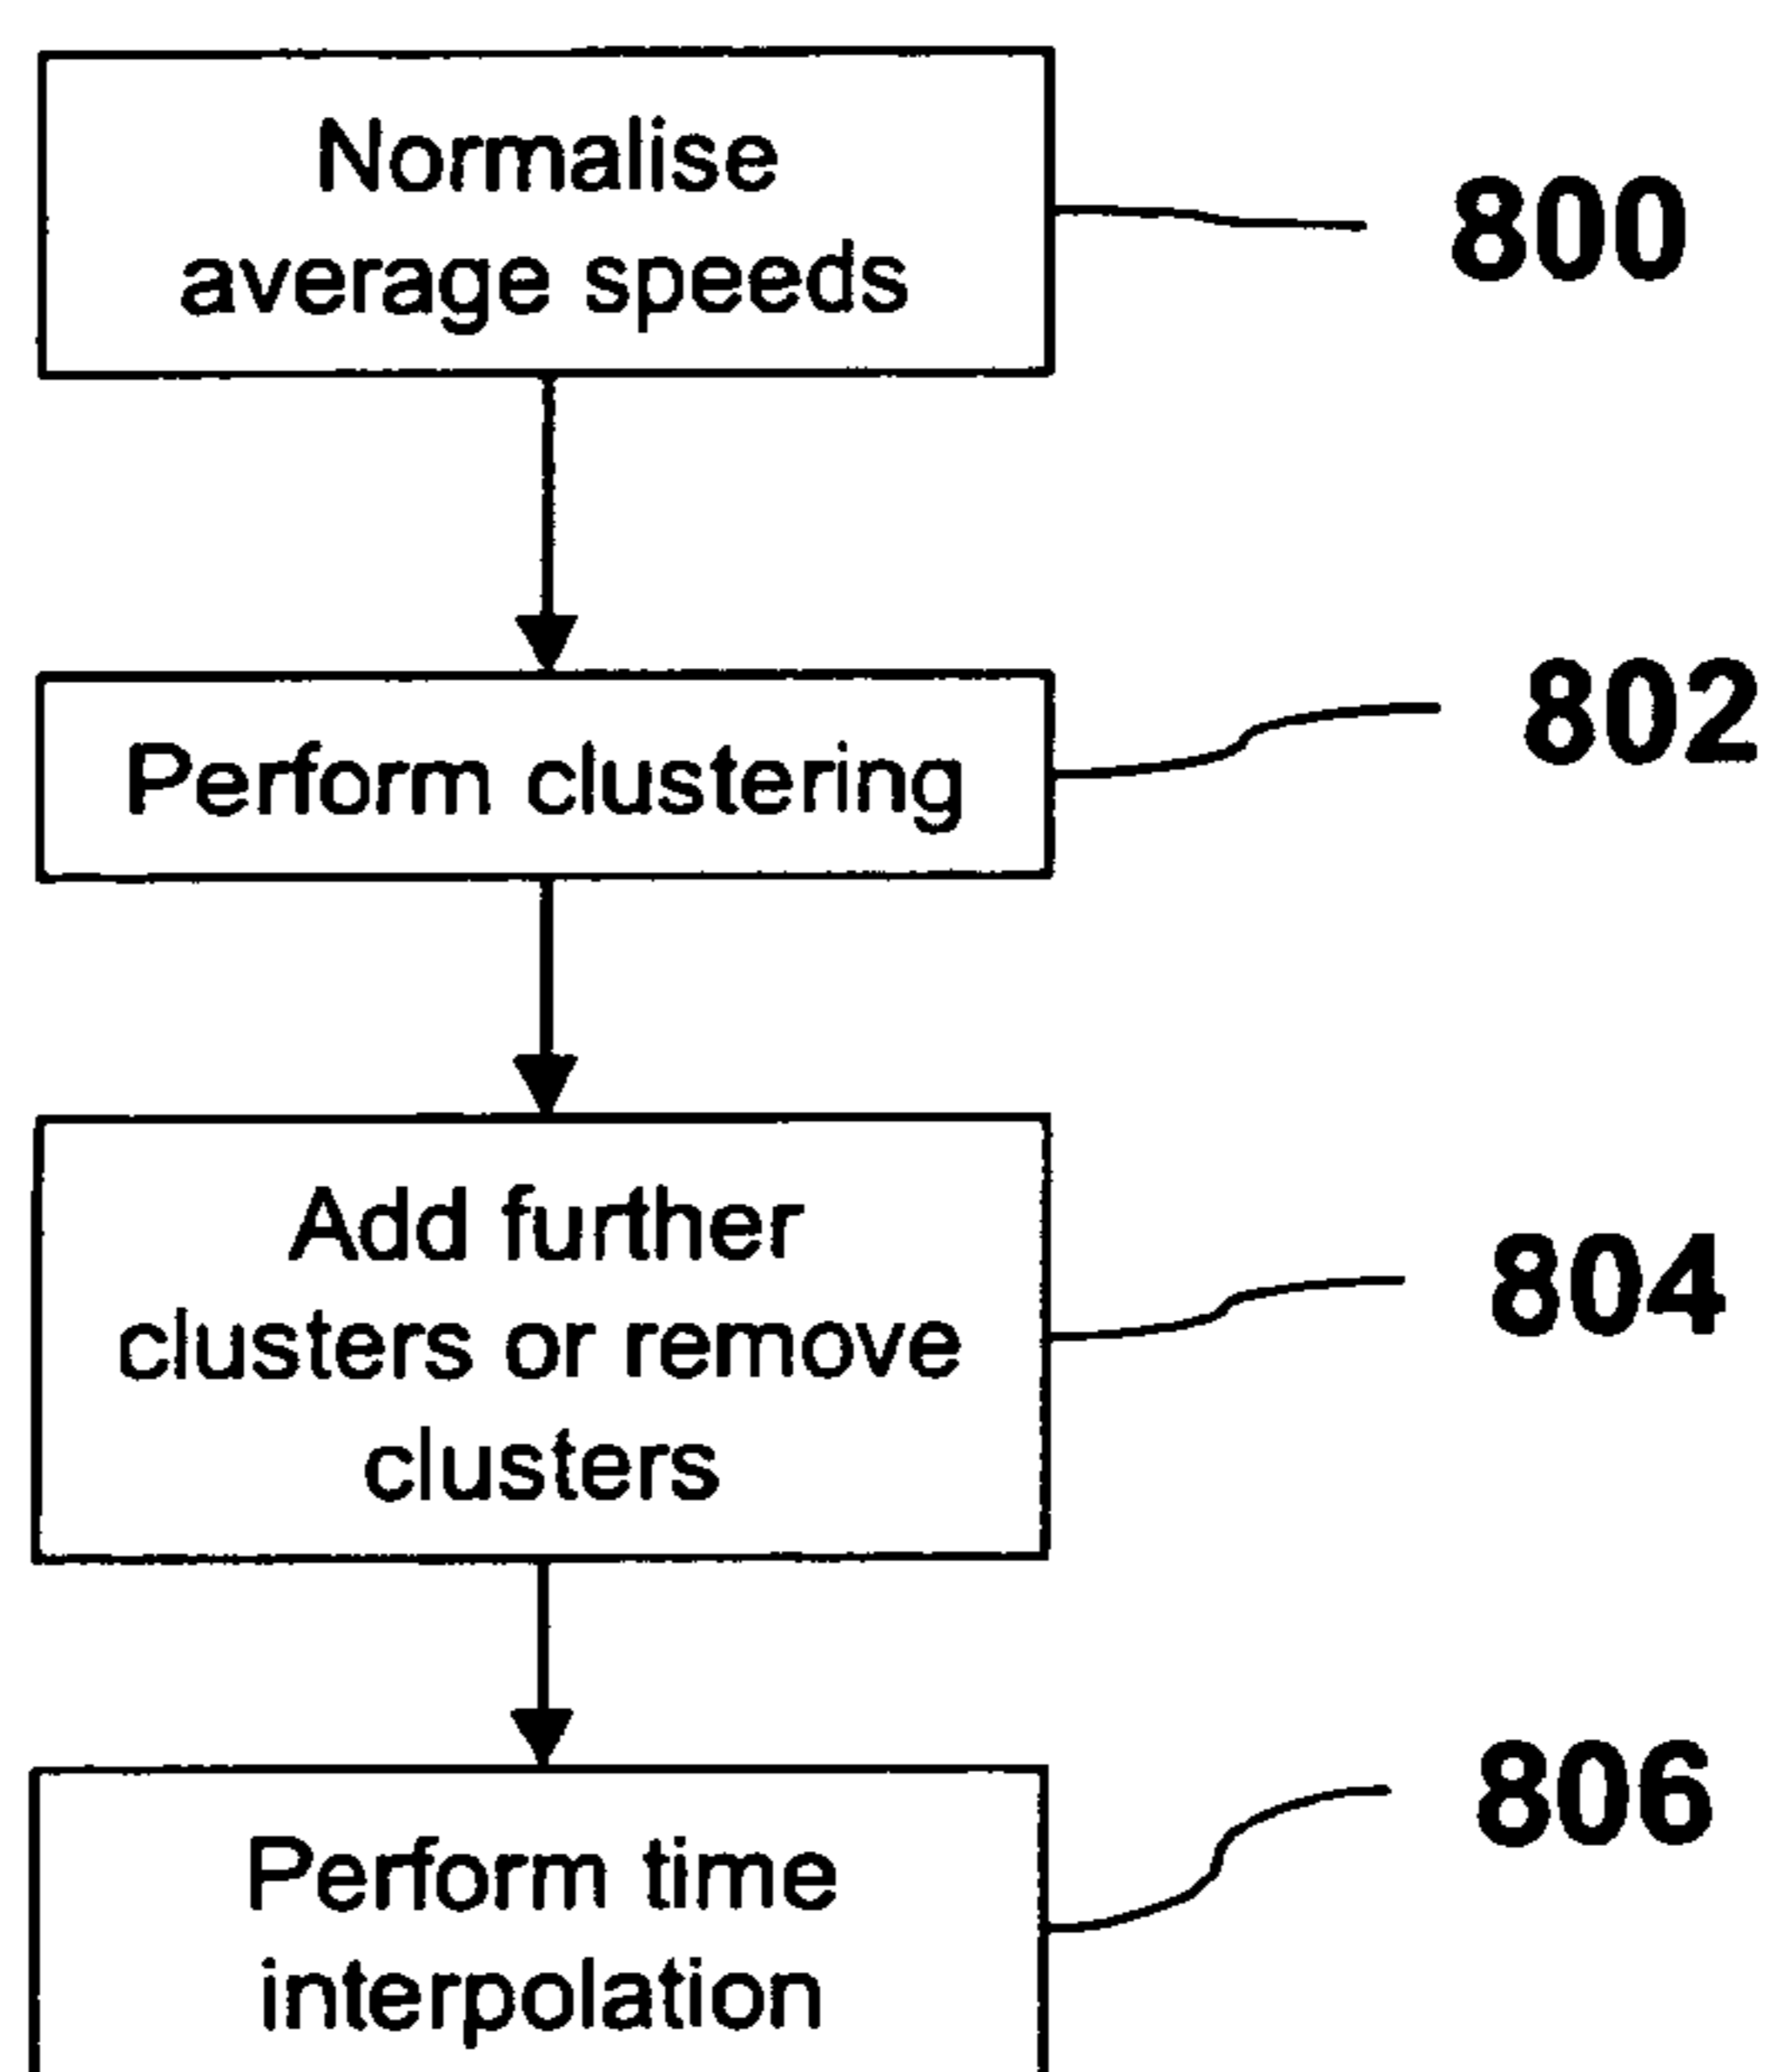 Normalise
average speeds
800
Perform clustering
802
Add further
clusters or remove
clusters
804
Perform time
interpolation
806